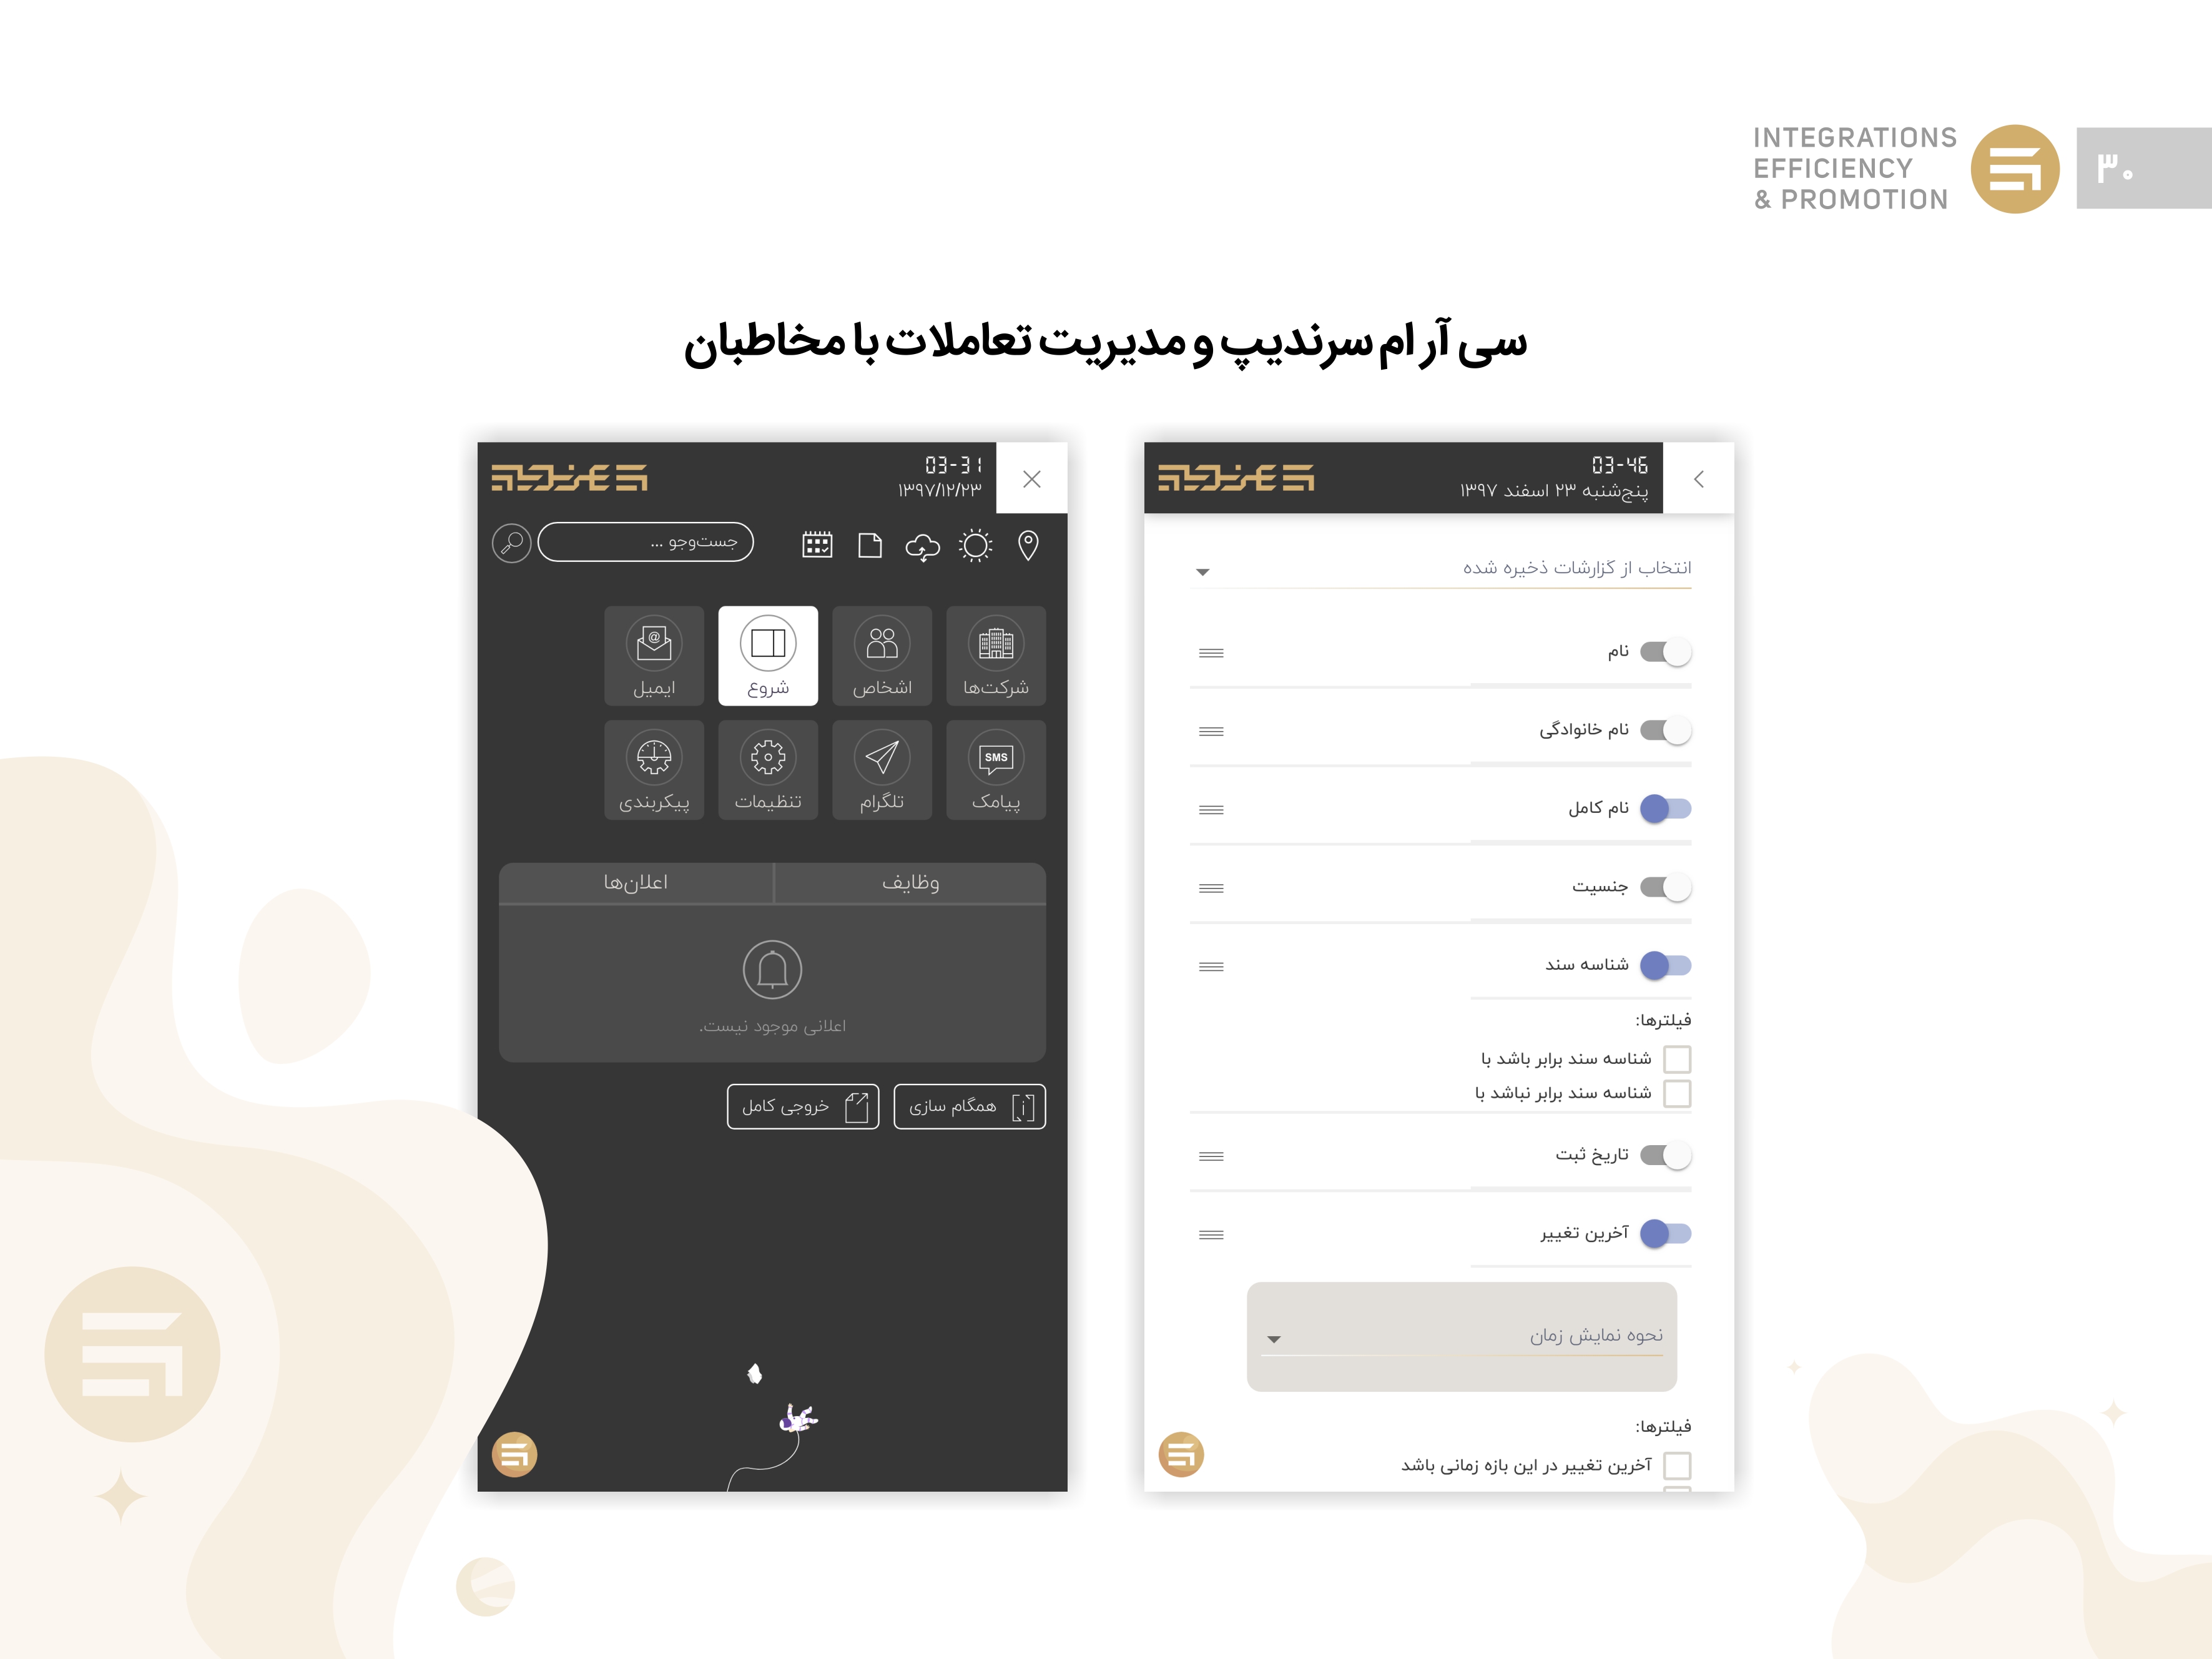 INTEGRATIONS
EFFICIENCY
& PROMOTION
۳۰
سی آر ام سرندیپ و مدیریت تعاملات با مخاطبان
03-46
پنج‌شنبه ۲۳ اسفند ۱۳۹۷
انتخاب از گزارشات ذخیره شده
نام
نام خانوادگی
نام کامل
جنسیت
شناسه سند
فیلترها:
شناسه سند برابر باشد با
شناسه سند برابر نباشد با
تاریخ ثبت
آخرین تغییر
نحوه نمایش زمان
فیلترها:
آخرین تغییر در این بازه زمانی باشد
سرندیپ
03-31
۱۳۹۷/۱۲/۲۳
سرندیپ
جست‌وجو ...
شرکت‌ها
اشخاص
شروع
ایمیل
SMS
پیامک
تلگرام
تنظیمات
پیکربندی
وظایف
اعلان‌ها
اعلانی موجود نیست.
همگام سازی
خروجی کامل